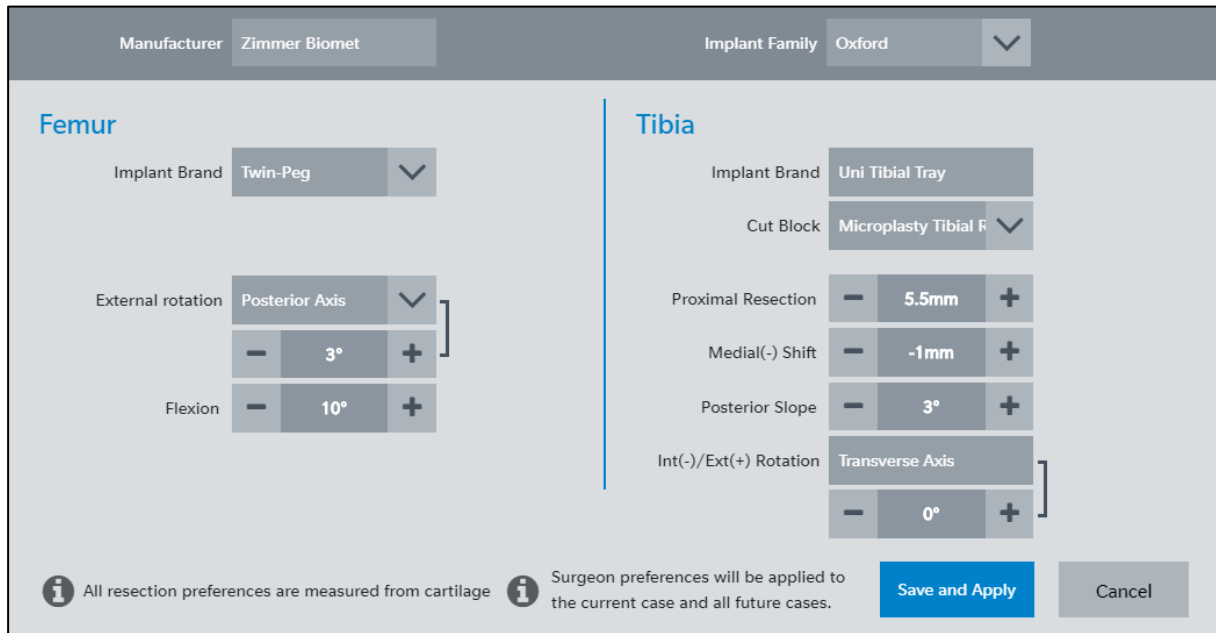 Manufacturer Zimmer Biomet Implant Family Oxford
Femur
Implant Brand Twin-Peg
External rotation Posterior Axis
3°
Flexion 10°
Tibia
Implant Brand Uni Tibial Tray
Cut Block Microplasty Tibial R
Proximal Resection 5.5mm
Medial(-) Shift -1mm
Posterior Slope 3°
Int(-)/Ext(+) Rotation Transverse Axis
0°
All resection preferences are measured from cartilage
Surgeon preferences will be applied to
the current case and all future cases.
Save and Apply
Cancel